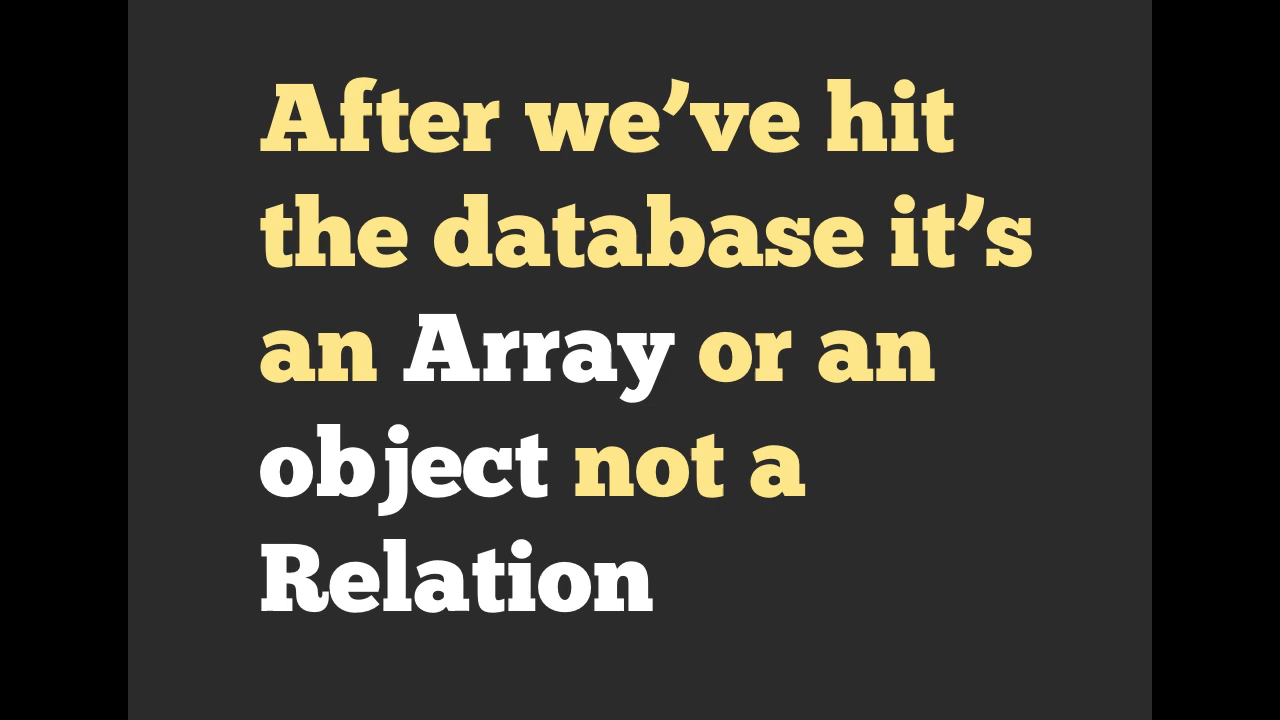 After we’ve hit
the database it’s
an Array or an
object not a
Relation